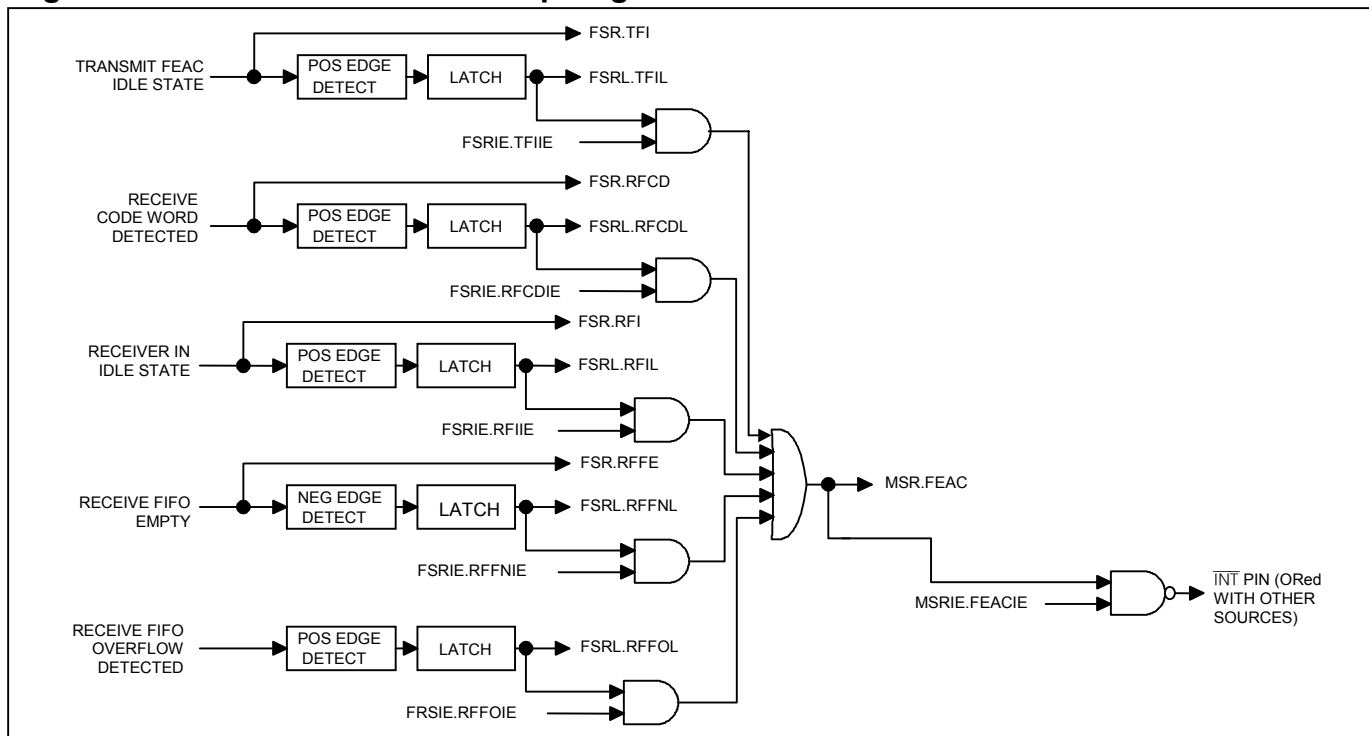 FSR.TFI
TRANSMIT FEAC
IDLE STATE
POS EDGE
DETECT
LATCH
FSRL.TFIL
FSRIE.TFIIE
FSR.RFCD
RECEIVE
CODE WORD
DETECTED
POS EDGE
DETECT
LATCH
FSRL.RFCDL
FSRIE.RFCDIE
FSR.RFI
RECEIVER IN
IDLE STATE
POS EDGE
DETECT
LATCH
FSRL.RFIL
FSRIE.RFIIE
FSR.RFFE
RECEIVE FIFO
EMPTY
NEG EDGE
DETECT
LATCH
FSRL.RFFNL
FSRIE.RFFNIE
MSR.FEAC
MSRIE.FEACIE
INT PIN (ORed
WITH OTHER
SOURCES)
RECEIVE FIFO
OVERFLOW
DETECTED
POS EDGE
DETECT
LATCH
FSRL.RFFOL
FRSIE.RFFOIE